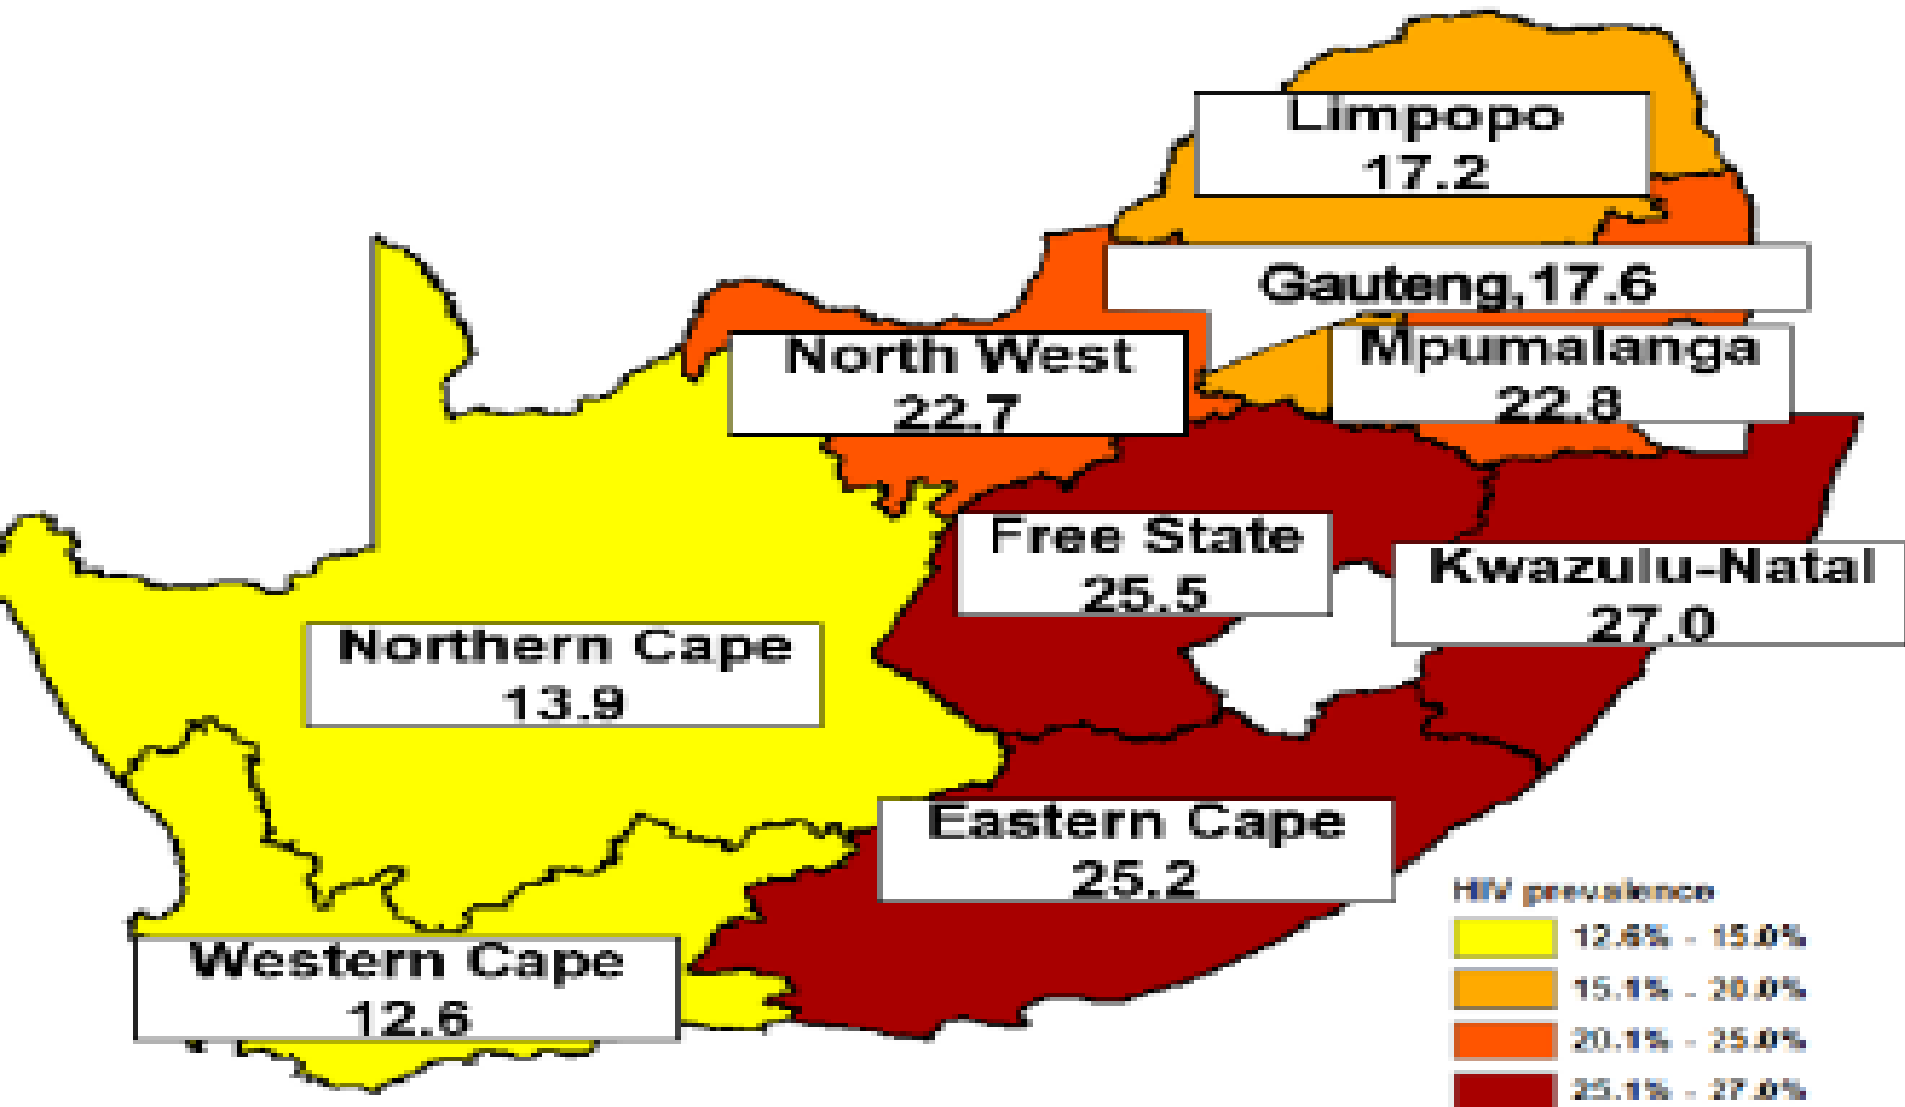 Limpopo
17.2
Gauteng,17.6
North West
22.7
Mpumalanga
22.8
Free State
25.5
Kwazulu-Natal
27.0
Northern Cape
13.9
Eastern Cape
25.2
Western Cape
12.6
HIV prevalence
12.6% - 15.0%
15.1% - 20.0%
20.1% - 25.0%
25.1% - 27.0%